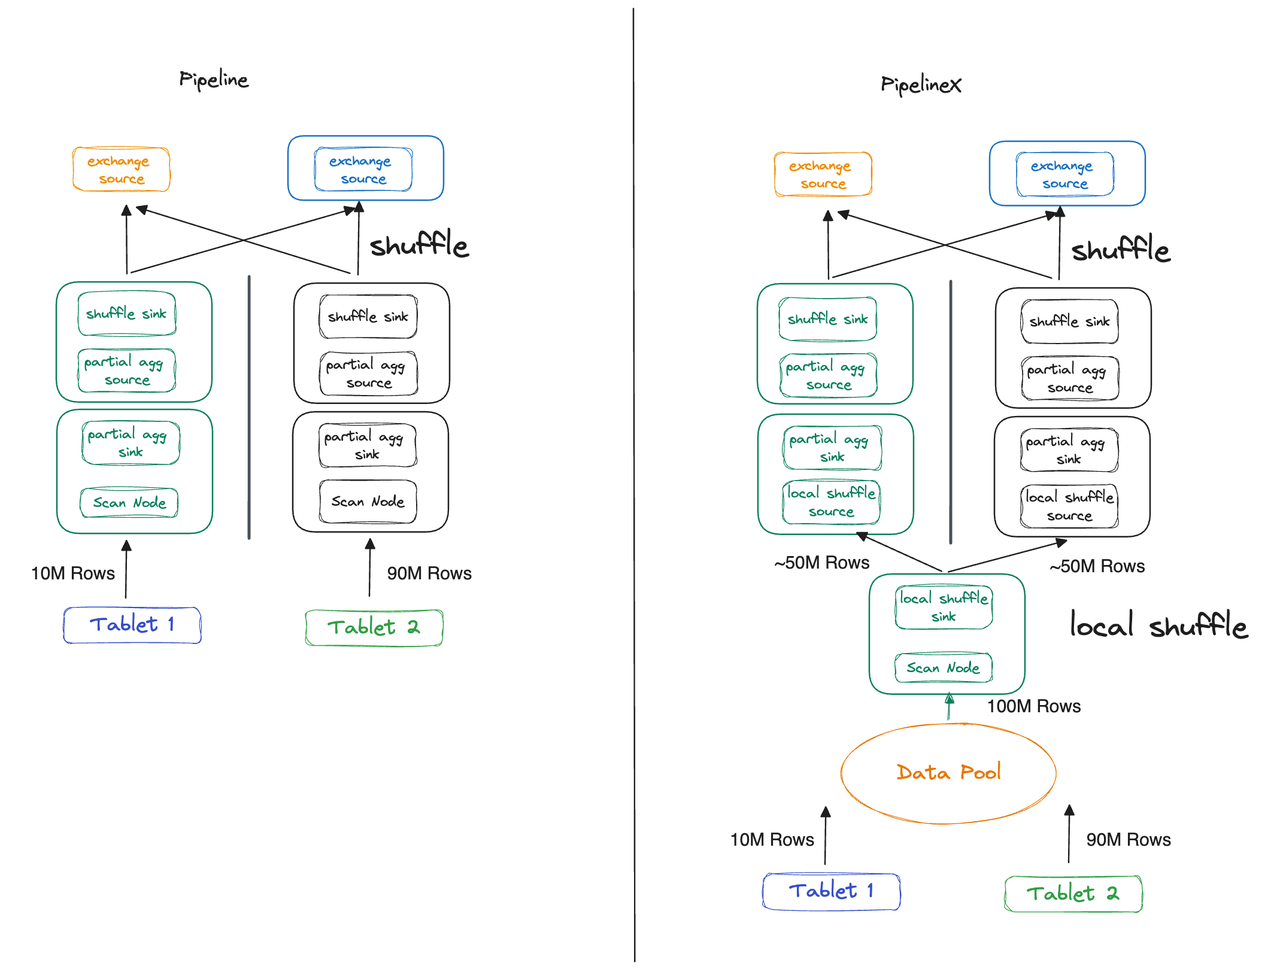 Pipeline
exchange
source
exchange
source
shuffle
shuffle sink
partial agg
source
shuffle sink
partial agg
source
partial agg
sink
Scan Node
partial agg
sink
Scan Node
10M Rows
90M Rows
Tablet 1
Tablet 2
PipelineX
exchange
source
exchange
source
shuffle
shuffle sink
partial agg
source
shuffle sink
partial agg
source
partial agg
sink
local shuffle
source
partial agg
sink
local shuffle
source
~50M Rows
~50M Rows
local shuffle
sink
Scan Node
local shuffle
100M Rows
Data Pool
10M Rows
90M Rows
Tablet 1
Tablet 2